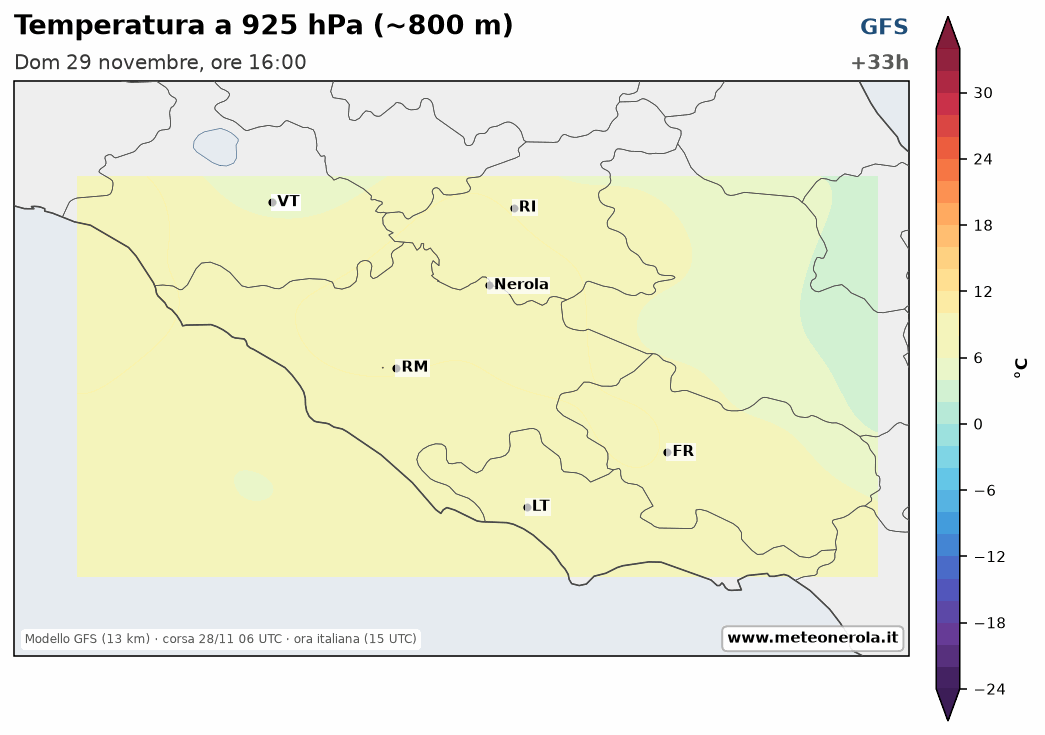 Temperatura a 925 hPa (~800 m)
GFS
Dom 29 novembre, ore 16:00
+33h
VT
RI
Nerola
RM
FR
LT
30
24
18
12
6
0
−6
−12
−18
−24
°C
Modello GFS (13 km) · corsa 28/11 06 UTC · ora italiana (15 UTC)
www.meteonerola.it